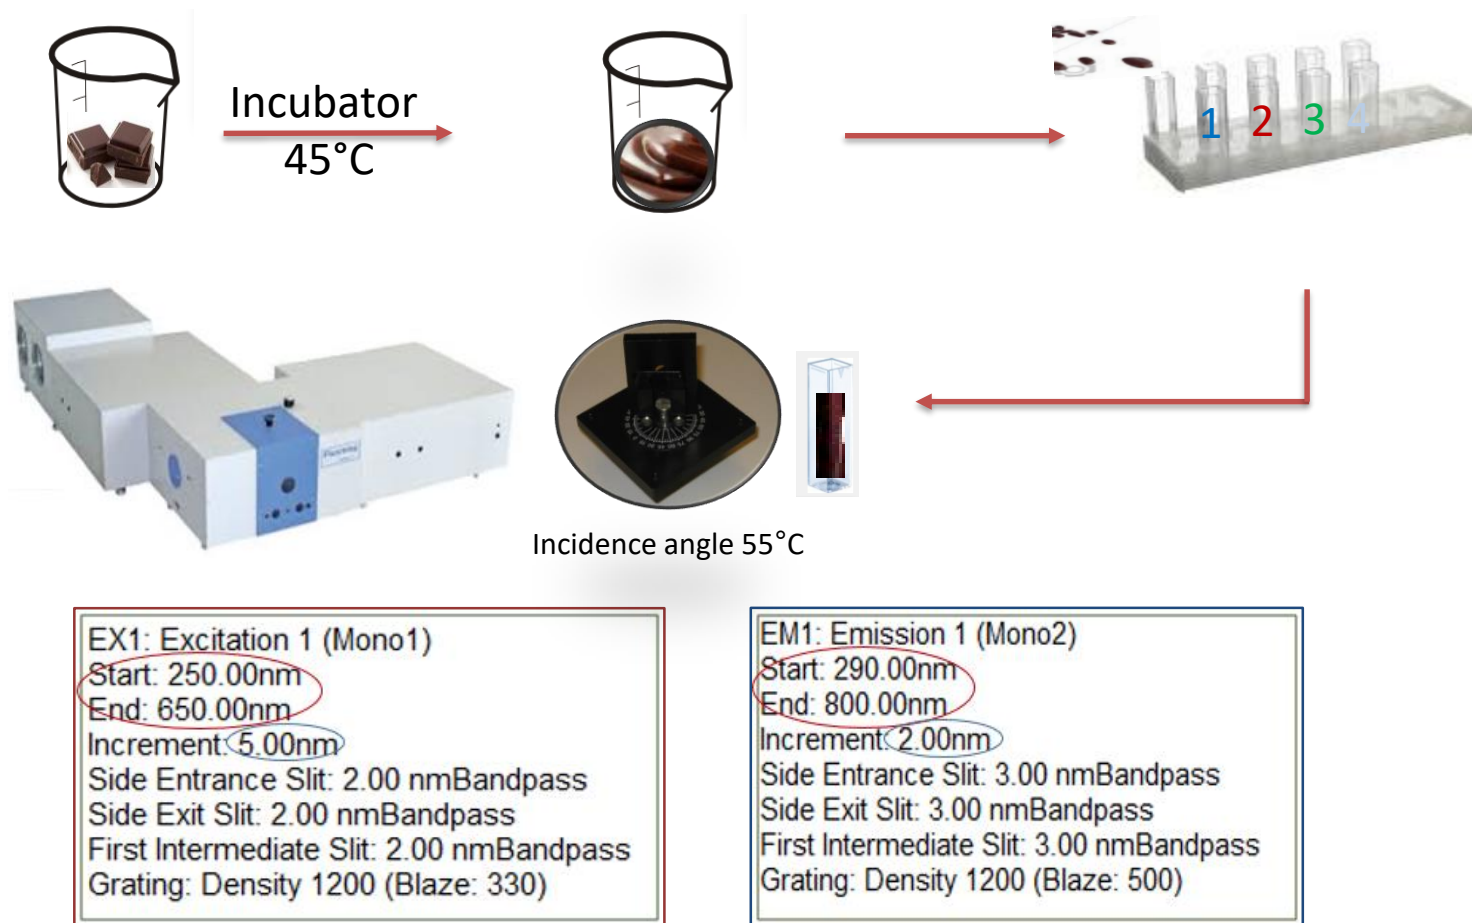 Incubator
45°C
1 2 3 4
Incidence angle 55°C
EX1: Excitation 1 (Mono1)
Start: 250.00nm
End: 650.00nm
Increment: 5.00nm
Side Entrance Slit: 2.00 nmBandpass
Side Exit Slit: 2.00 nmBandpass
First Intermediate Slit: 2.00 nmBandpass
Grating: Density 1200 (Blaze: 330)
EM1: Emission 1 (Mono2)
Start: 290.00nm
End: 800.00nm
Increment: 2.00nm
Side Entrance Slit: 3.00 nmBandpass
Side Exit Slit: 3.00 nmBandpass
First Intermediate Slit: 3.00 nmBandpass
Grating: Density 1200 (Blaze: 500)